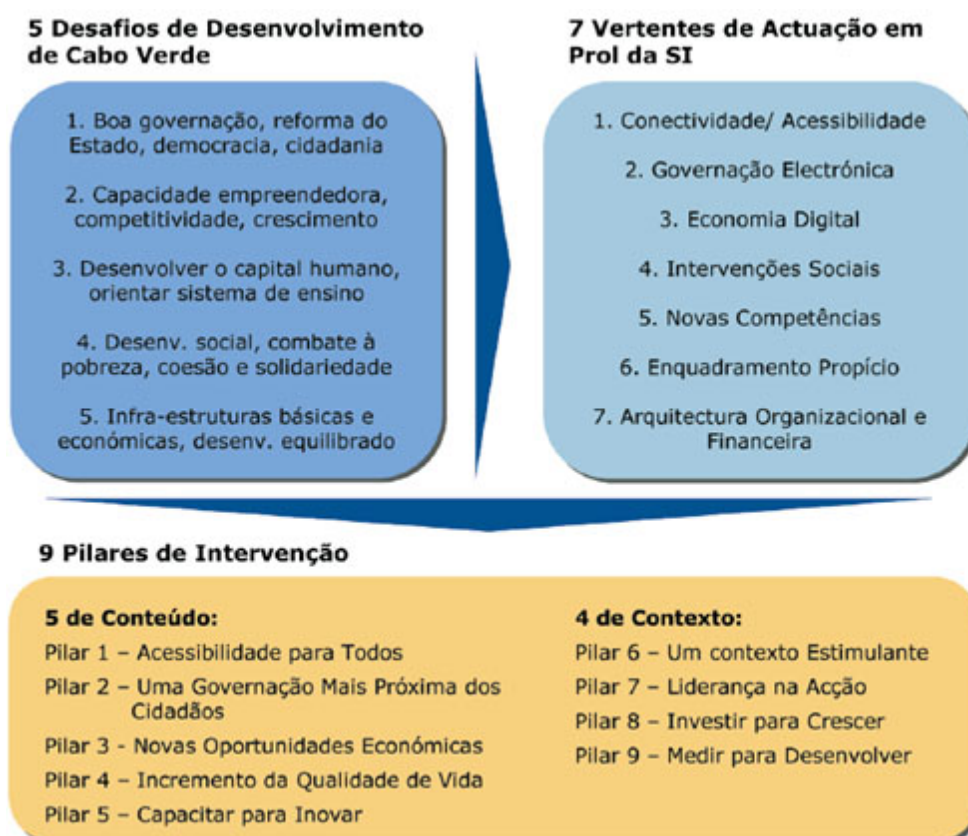 5 Desafios de Desenvolvimento
de Cabo Verde
1. Boa governação, reforma do
Estado, democracia, cidadania
2. Capacidade empreendedora,
competitividade, crescimento
3. Desenvolver o capital humano,
orientar sistema de ensino
4. Desenv. social, combate à
pobreza, coesão e solidariedade
5. Infra-estruturas básicas e
económicas, desenv. equilibrado
7 Vertentes de Actuação em
Prol da SI
1. Conectividade/ Acessibilidade
2. Governação Electrónica
3. Economia Digital
4. Intervenções Sociais
5. Novas Competências
6. Enquadramento Propício
7. Arquitectura Organizacional e
Financeira
9 Pilares de Intervenção
5 de Conteúdo:
Pilar 1 – Acessibilidade para Todos
Pilar 2 – Uma Governação Mais Próxima dos
Cidadãos
Pilar 3 - Novas Oportunidades Económicas
Pilar 4 – Incremento da Qualidade de Vida
Pilar 5 – Capacitar para Inovar
4 de Contexto:
Pilar 6 – Um contexto Estimulante
Pilar 7 – Liderança na Acção
Pilar 8 – Investir para Crescer
Pilar 9 – Medir para Desenvolver